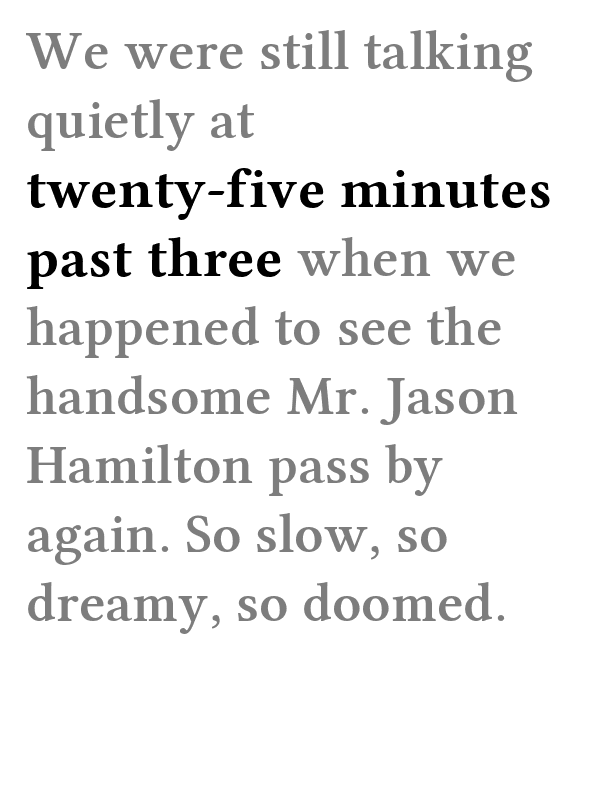 We were still talking
quietly at
twenty-five minutes
past three when we
happened to see the
handsome Mr. Jason
Hamilton pass by
again. So slow, so
dreamy, so doomed.